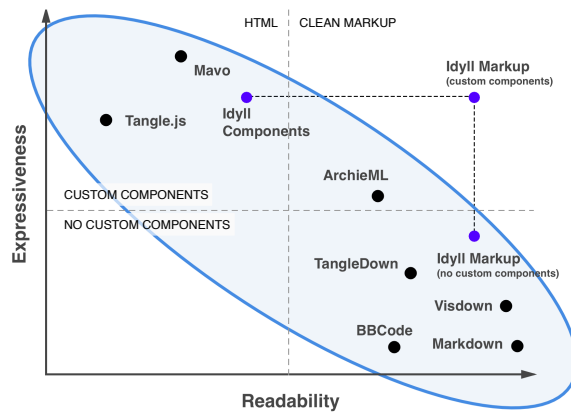 HTML
CLEAN MARKUP
Mavo
Idyll Markup
(custom components)
Tangle.js
Idyll
Components
ArchieML
CUSTOM COMPONENTS
NO CUSTOM COMPONENTS
TangleDown
Idyll Markup
(no custom components)
Visdown
BBCode
Markdown
Expressiveness
Readability